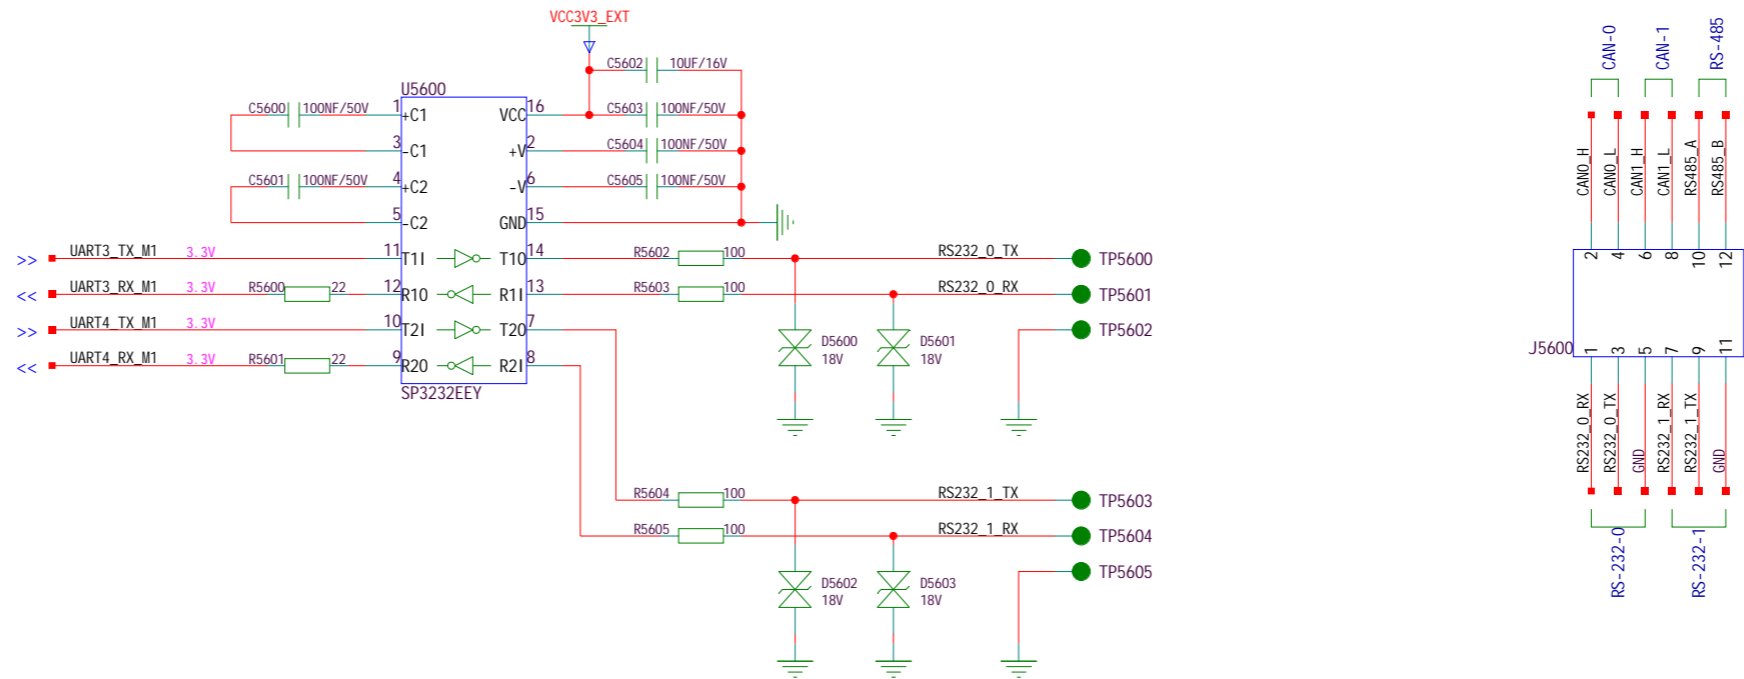 VCC3V3_EXT
C5602 10UF/16V
U5600
C5600 100NF/50V 1 +C1 VCC 16 C5603 100NF/50V
3 -C1 +V 2 C5604 100NF/50V
C5601 100NF/50V 4 +C2 -V 6 C5605 100NF/50V
5 -C2 GND 15
>> UART3_TX_M1 3.3V 11 T1I T1O 14 R5602 100 RS232_0_TX TP5600
<< UART3_RX_M1 3.3V R5600 22 12 R1O R1I 13 R5603 100 RS232_0_RX TP5601
>> UART4_TX_M1 3.3V 10 T2I T2O 7 TP5602
<< UART4_RX_M1 3.3V R5601 22 9 R2O R2I 8
SP3232EEY
D5600 D5601
18V 18V
R5604 100 RS232_1_TX TP5603
R5605 100 RS232_1_RX TP5604
TP5605
D5602 D5603
18V 18V
CAN-0 CAN-1 RS-485
CAN0_H CAN0_L CAN1_H CAN1_L RS485_A RS485_B
2 4 6 8 10 12
J5600
1 3 5 7 9 11
RS232_0_RX RS232_0_TX GND RS232_1_RX RS232_1_TX GND
RS-232-0 RS-232-1